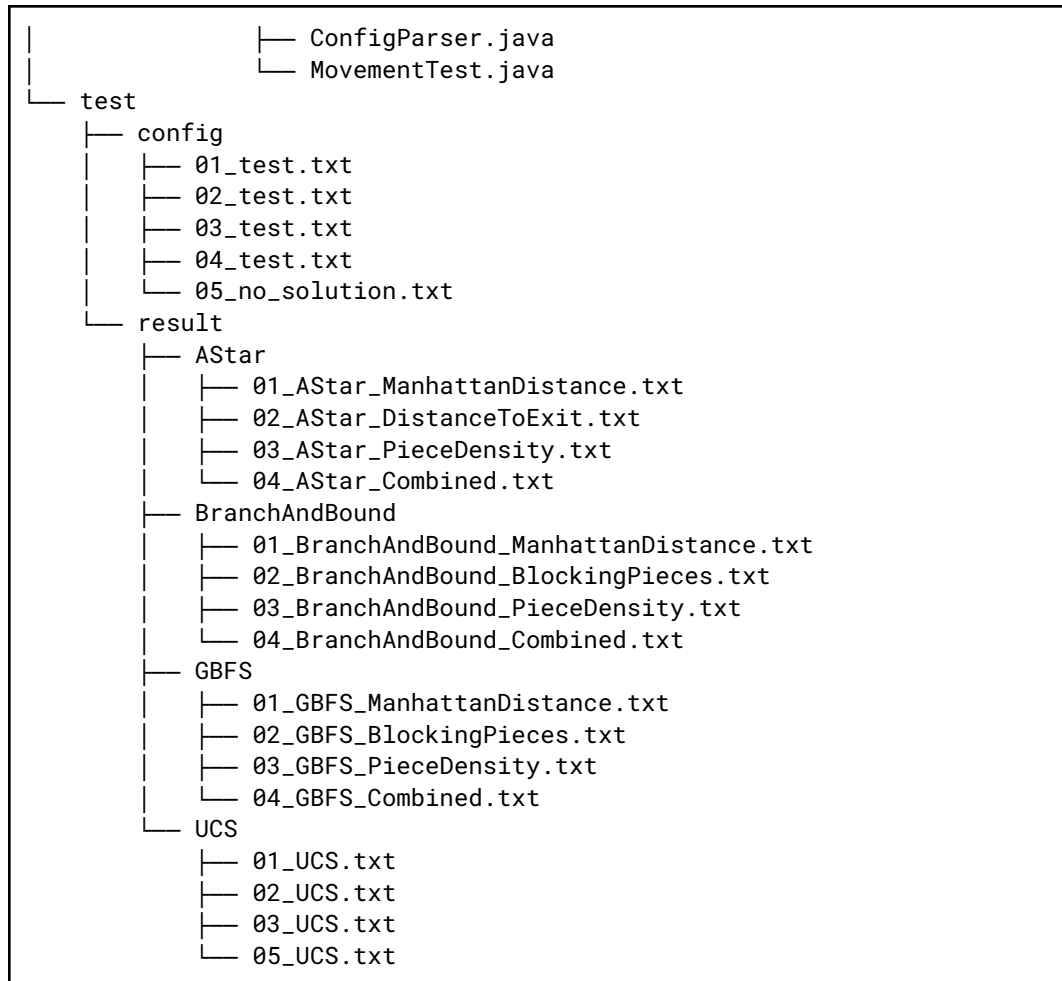 │               ├── ConfigParser.java
│               └── MovementTest.java
└── test
    ├── config
    │   ├── 01_test.txt
    │   ├── 02_test.txt
    │   ├── 03_test.txt
    │   ├── 04_test.txt
    │   └── 05_no_solution.txt
    └── result
        ├── AStar
        │   ├── 01_AStar_ManhattanDistance.txt
        │   ├── 02_AStar_DistanceToExit.txt
        │   ├── 03_AStar_PieceDensity.txt
        │   └── 04_AStar_Combined.txt
        ├── BranchAndBound
        │   ├── 01_BranchAndBound_ManhattanDistance.txt
        │   ├── 02_BranchAndBound_BlockingPieces.txt
        │   ├── 03_BranchAndBound_PieceDensity.txt
        │   └── 04_BranchAndBound_Combined.txt
        ├── GBFS
        │   ├── 01_GBFS_ManhattanDistance.txt
        │   ├── 02_GBFS_BlockingPieces.txt
        │   ├── 03_GBFS_PieceDensity.txt
        │   └── 04_GBFS_Combined.txt
        └── UCS
            ├── 01_UCS.txt
            ├── 02_UCS.txt
            ├── 03_UCS.txt
            └── 05_UCS.txt